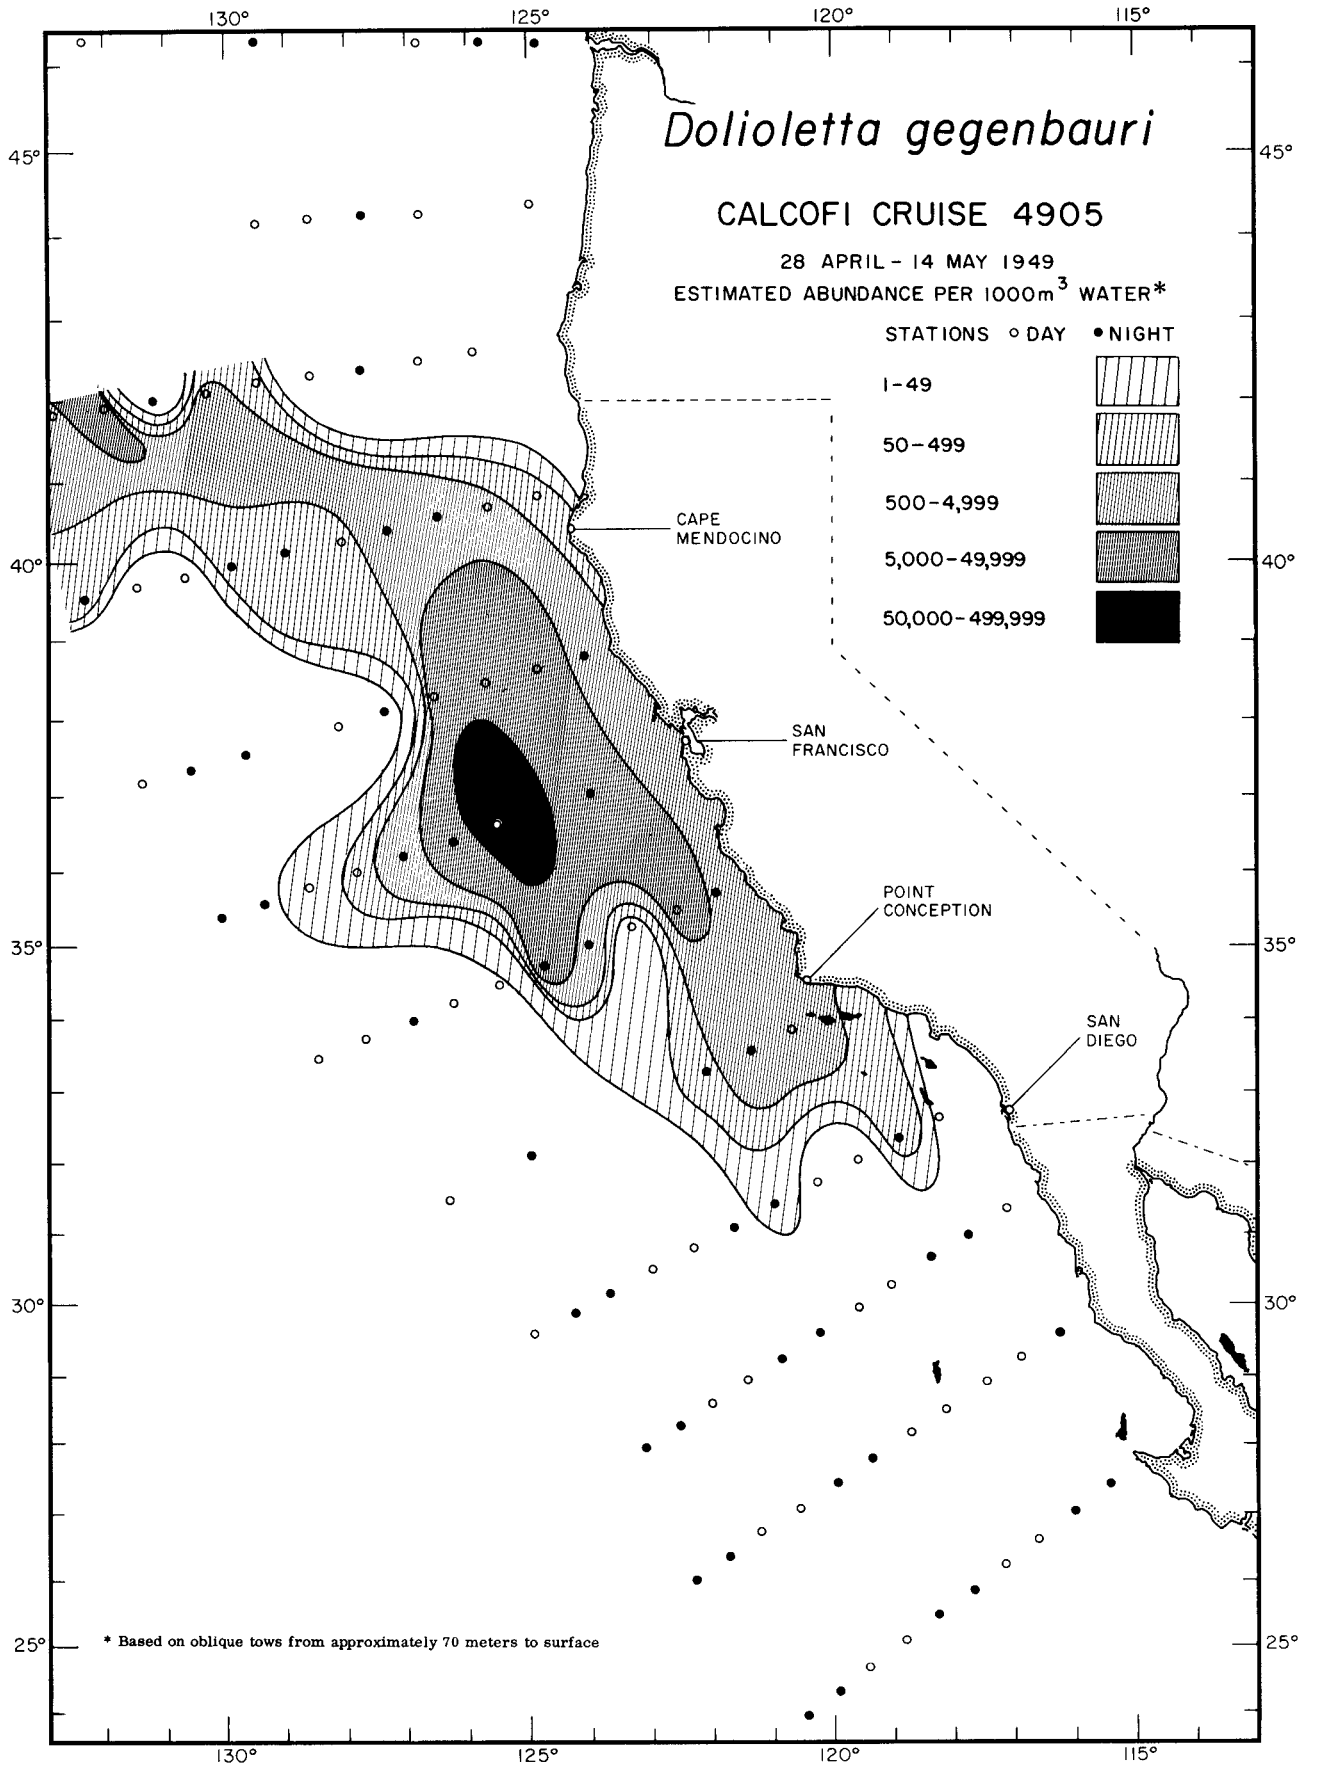 130° 125° 120° 115°
Dolioletta gegenbauri
45° 45°
CALCOFI CRUISE 4905
28 APRIL – 14 MAY 1949
ESTIMATED ABUNDANCE PER 1000m³ WATER*
STATIONS ○ DAY ● NIGHT
1–49
50–499
500–4,999
5,000–49,999
50,000–499,999
CAPE
MENDOCINO
40° 40°
SAN
FRANCISCO
POINT
CONCEPTION
35° 35°
SAN
DIEGO
30° 30°
* Based on oblique tows from approximately 70 meters to surface
25° 25°
130° 125° 120° 115°